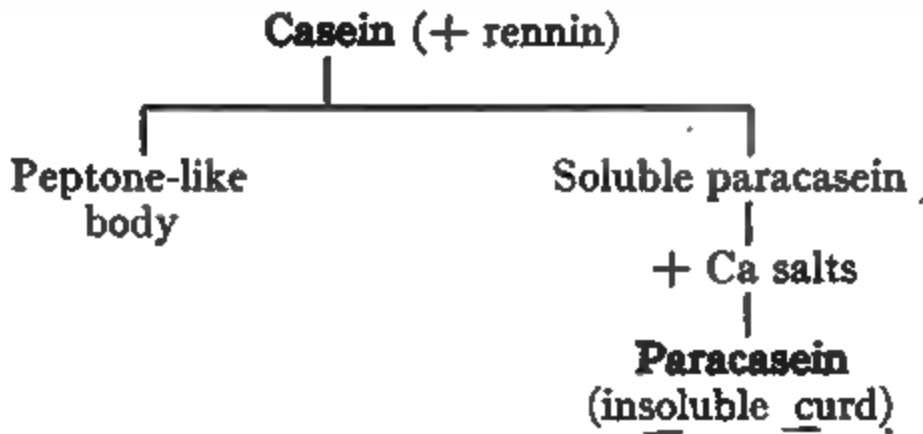 Casein (+ rennin)
Peptone-like
body
Soluble paracasein
+ Ca salts
Paracasein
(insoluble curd)